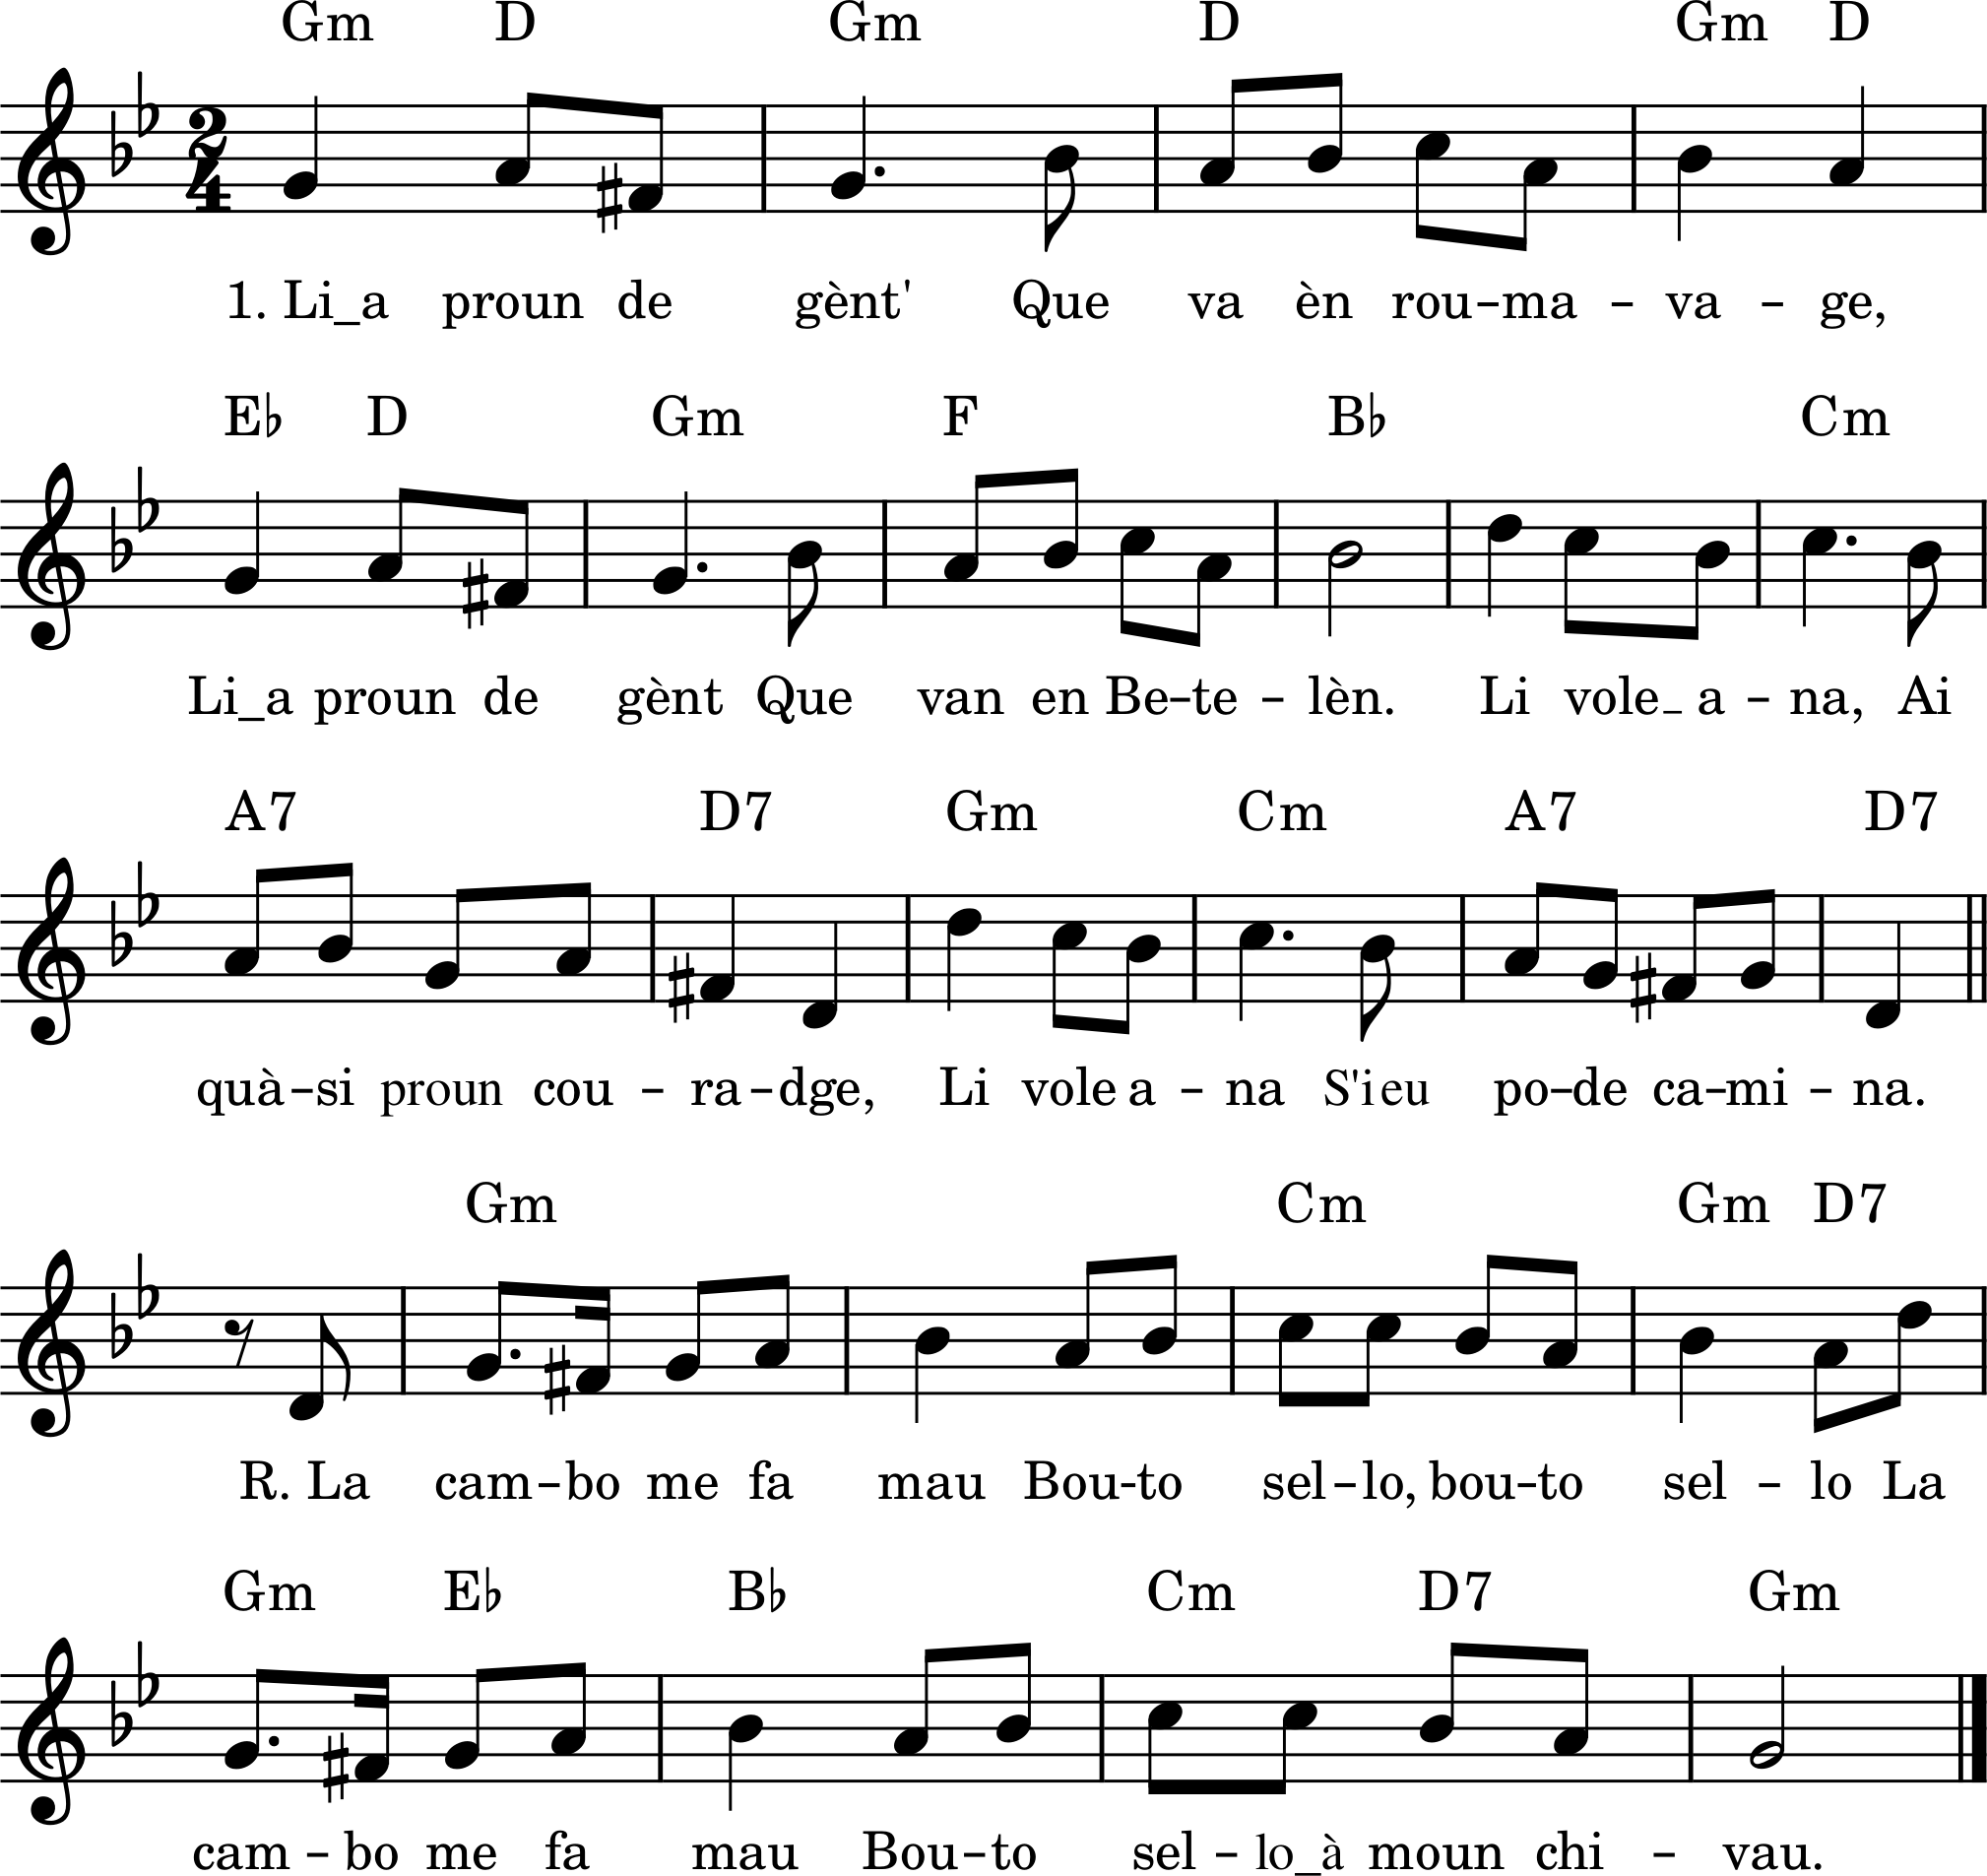 Gm D Gm D Gm D
2
4
1. Li_a proun de gènt' Que va èn rou-ma - va - ge,
E♭ D Gm F B♭ Cm
Li_a proun de gènt Que van en Be-te - lèn. Li vole_a - na, Ai
A7 D7 Gm Cm A7 D7
quà-si proun cou - ra-dge, Li vole a - na S'ieu po-de ca-mi - na.
Gm Cm Gm D7
R. La cam-bo me fa mau Bou-to sel-lo, bou-to sel - lo La
Gm E♭ B♭ Cm D7 Gm
cam-bo me fa mau Bou-to sel-lo_à moun chi - vau.